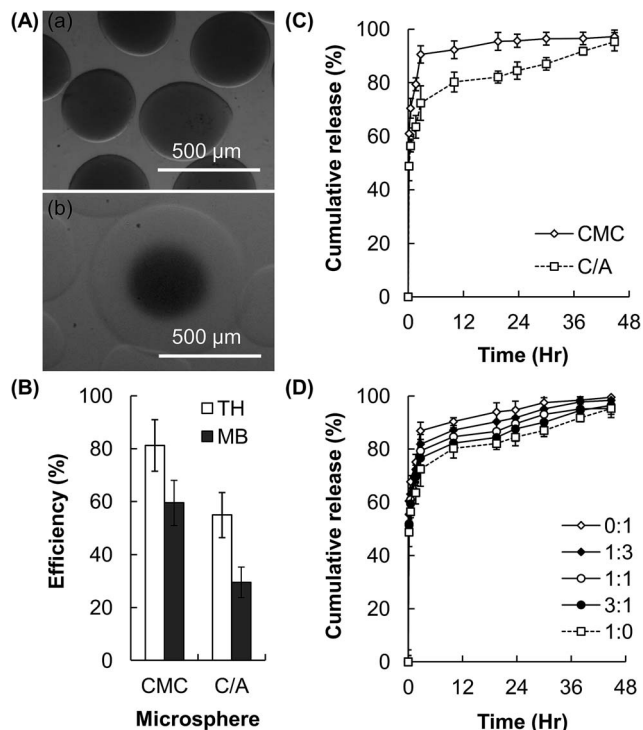 (A)
(a)
500 µm
(b)
500 µm
(B)
100
80
60
40
20
0
Efficiency (%)
TH
MB
CMC
C/A
Microsphere
(C)
100
80
60
40
20
0
Cumulative release (%)
CMC
C/A
0
12
24
36
48
Time (Hr)
(D)
100
80
60
40
20
0
Cumulative release (%)
0:1
1:3
1:1
3:1
1:0
0
12
24
36
48
Time (Hr)